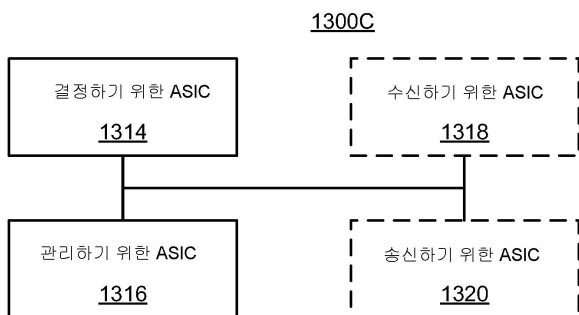 1300C
결정하기 위한 ASIC
1314
수신하기 위한 ASIC
1318
관리하기 위한 ASIC
1316
송신하기 위한 ASIC
1320